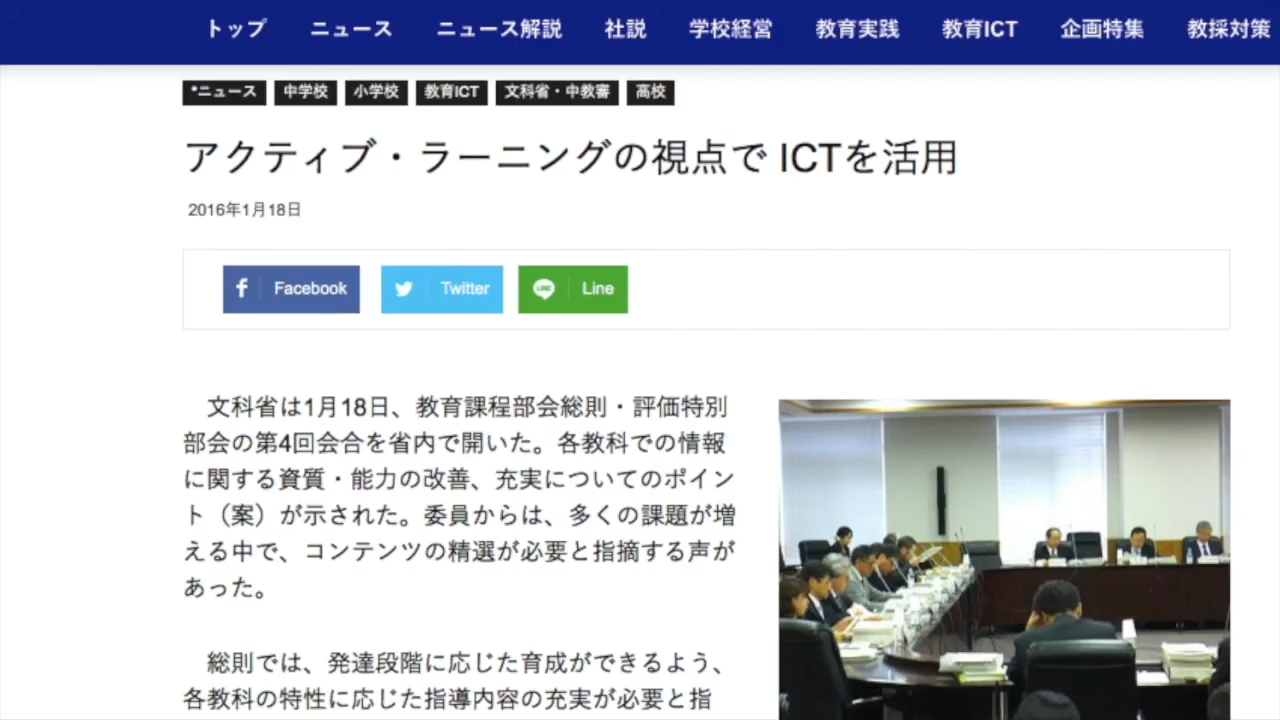 トップ ニュース ニュース解説 社説 学校経営 教育実践 教育ICT 企画特集 教採対策
*ニュース 中学校 小学校 教育ICT 文科省・中教審 高校
アクティブ・ラーニングの視点で ICTを活用
2016年1月18日
Facebook Twitter LINE Line
文科省は1月18日、教育課程部会総則・評価特別
部会の第4回会合を省内で開いた。各教科での情報
に関する資質・能力の改善、充実についてのポイン
ト（案）が示された。委員からは、多くの課題が増
える中で、コンテンツの精選が必要と指摘する声が
あった。
総則では、発達段階に応じた育成ができるよう、
各教科の特性に応じた指導内容の充実が必要と指